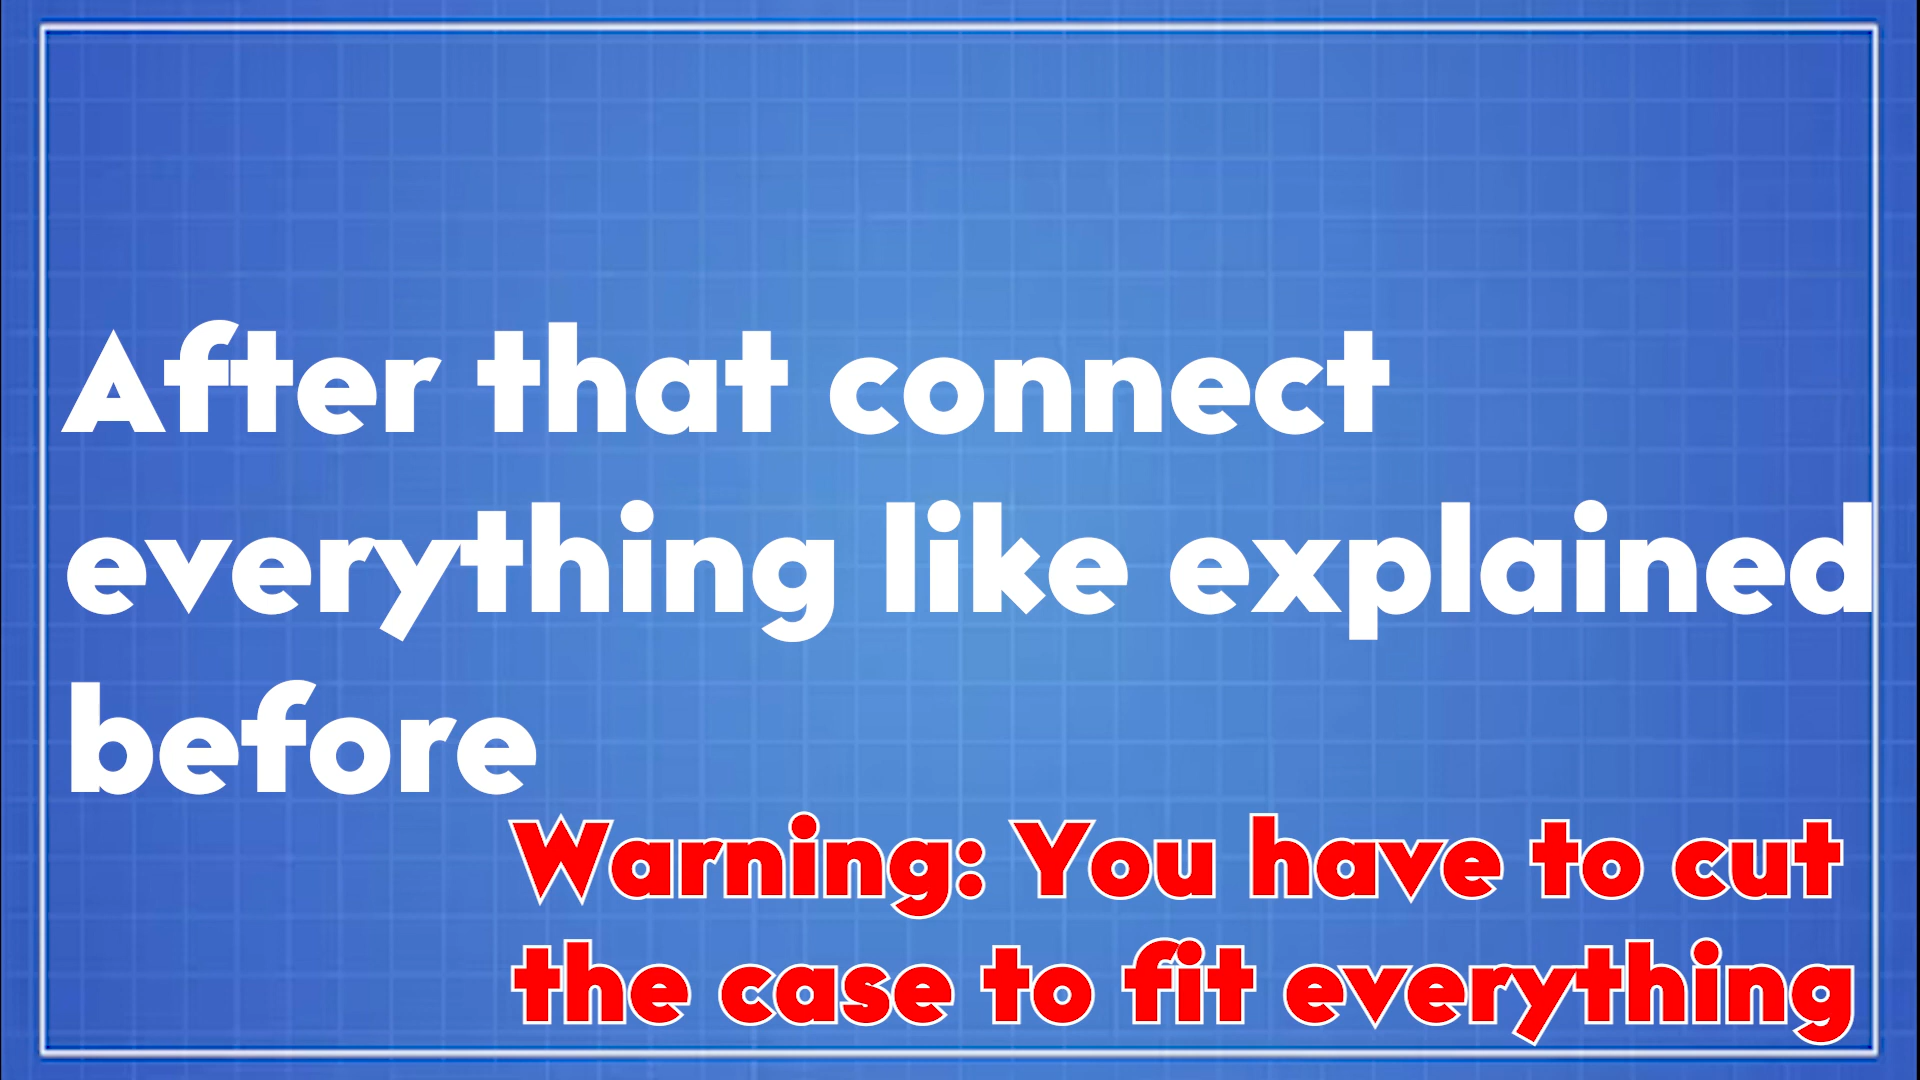 After that connect
everything like explained
before
Warning: You have to cut
the case to fit everything